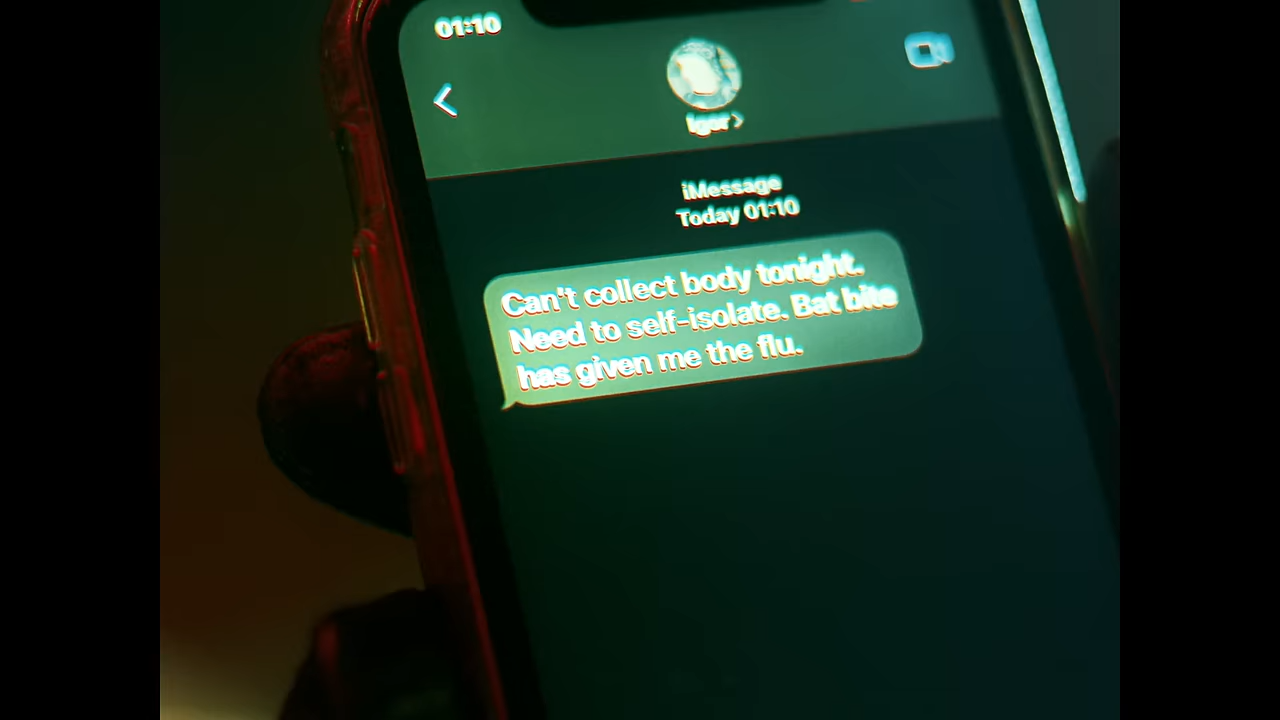 01:10
Igor
iMessage
Today 01:10
Can't collect body tonight.
Need to self-isolate. Bat bite
has given me the flu.